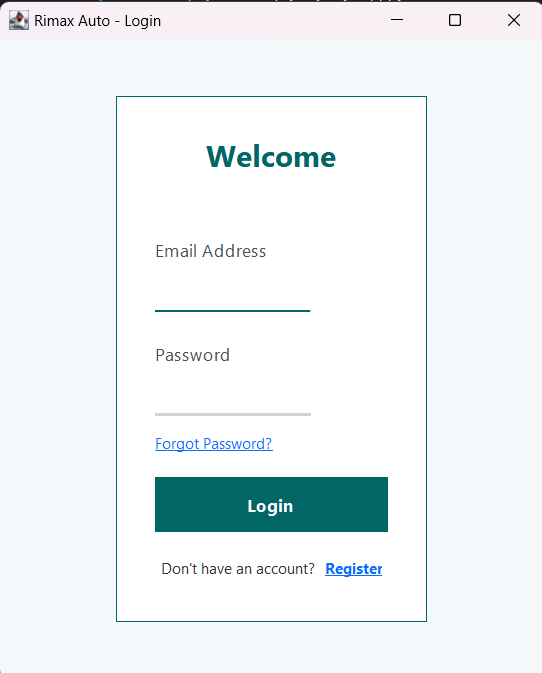 Rimax Auto - Login
Welcome
Email Address
Password
Forgot Password?
Login
Don't have an account? Register